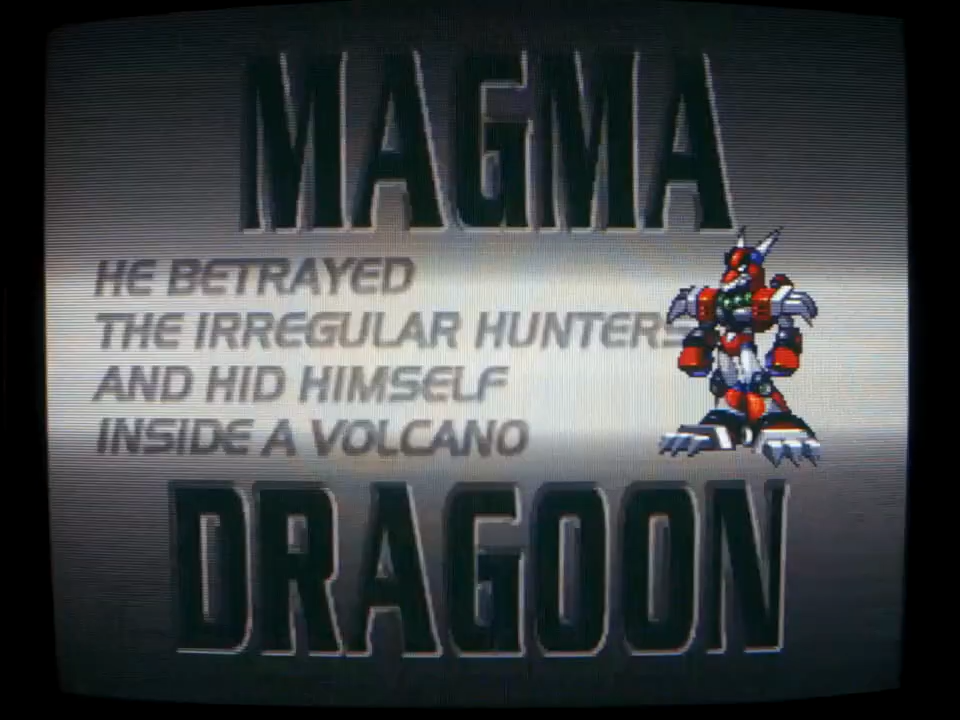 MAGMA
HE BETRAYED
THE IRREGULAR HUNTERS
AND HID HIMSELF
INSIDE A VOLCANO
DRAGOON